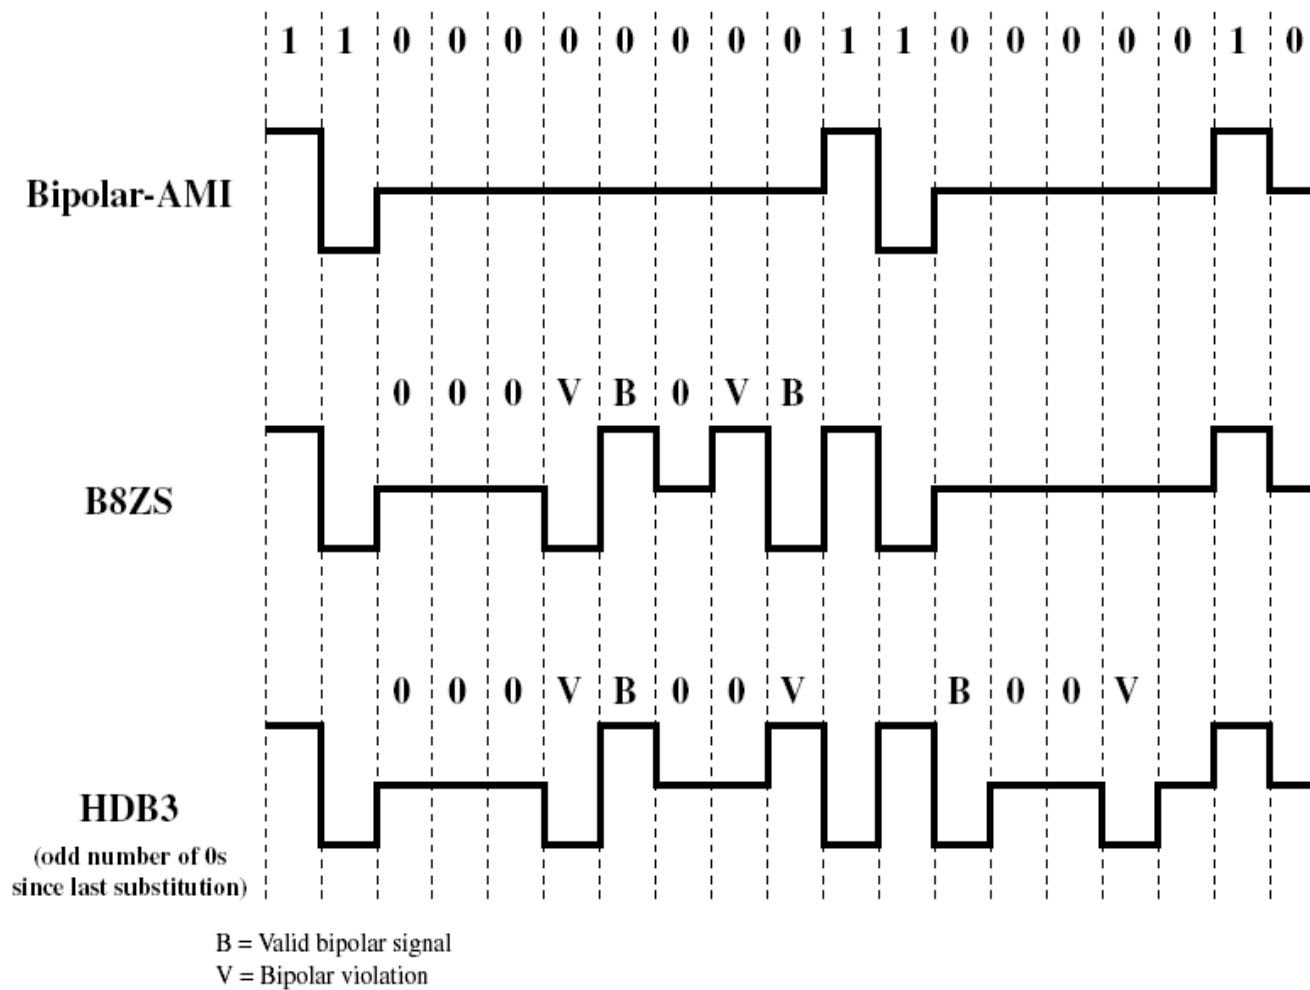 1 1 0 0 0 0 0 0 0 0 1 1 0 0 0 0 0 1 0
Bipolar-AMI
0 0 0 V B 0 V B
B8ZS
0 0 0 V B 0 0 V B 0 0 V
HDB3
(odd number of 0s
since last substitution)
B = Valid bipolar signal
V = Bipolar violation